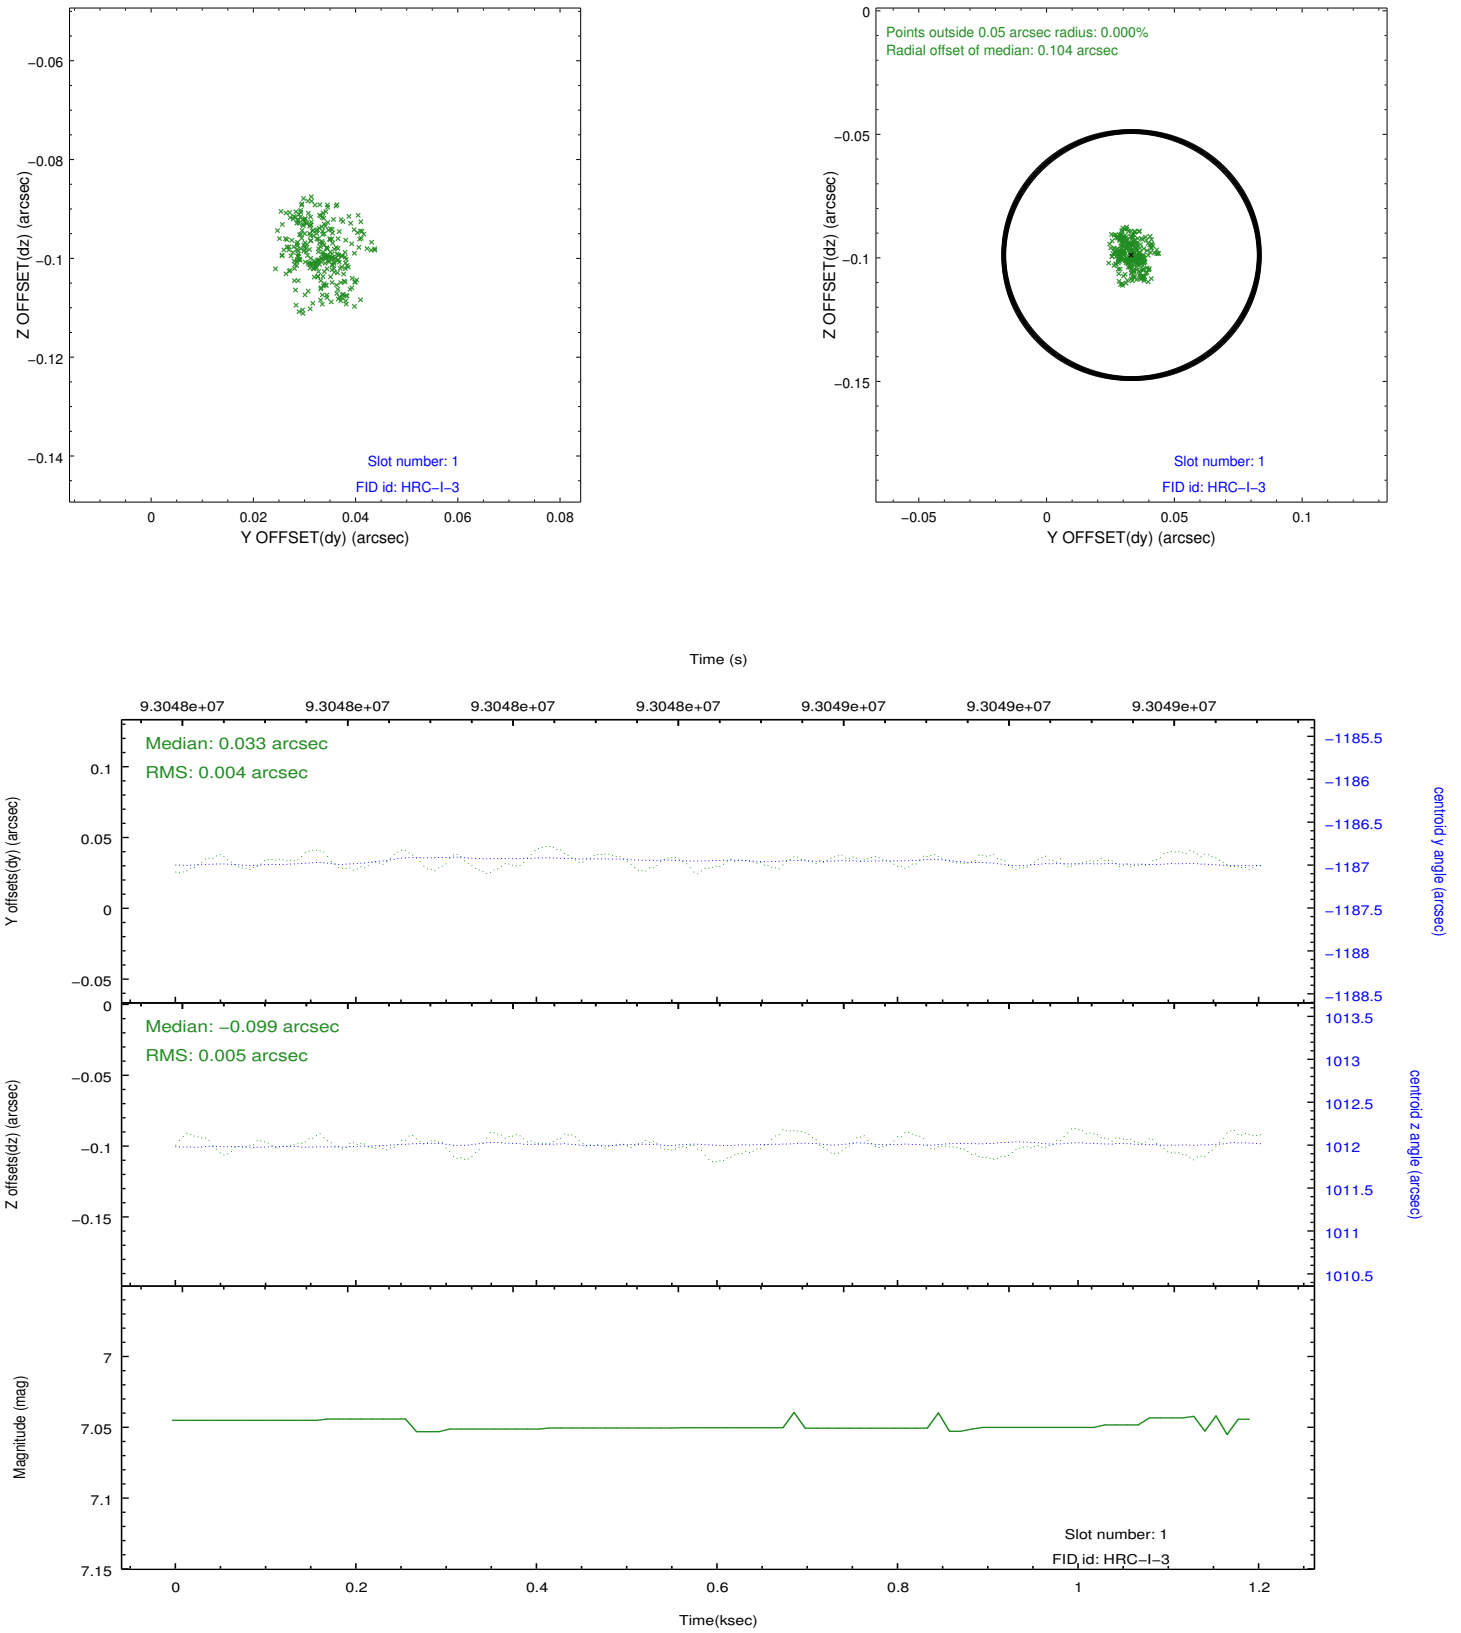 −0.06
−0.08
−0.1
−0.12
−0.14
Z OFFSET(dz) (arcsec)
Slot number: 1
FID id: HRC−I−3
0 0.02 0.04 0.06 0.08
Y OFFSET(dy) (arcsec)
Points outside 0.05 arcsec radius: 0.000%
Radial offset of median: 0.104 arcsec
0
−0.05
−0.1
−0.15
Z OFFSET(dz) (arcsec)
Slot number: 1
FID id: HRC−I−3
−0.05 0 0.05 0.1
Y OFFSET(dy) (arcsec)
Time (s)
9.3048e+07 9.3048e+07 9.3048e+07 9.3048e+07 9.3049e+07 9.3049e+07 9.3049e+07
Median: 0.033 arcsec
RMS: 0.004 arcsec
0.1
0.05
0
−0.05
Y offsets(dy) (arcsec)
−1185.5
−1186
−1186.5
−1187
−1187.5
−1188
−1188.5
centroid y angle (arcsec)
Median: −0.099 arcsec
RMS: 0.005 arcsec
0
−0.05
−0.1
−0.15
Z offsets(dz) (arcsec)
1013.5
1013
1012.5
1012
1011.5
1011
1010.5
centroid z angle (arcsec)
7
7.05
7.1
7.15
Magnitude (mag)
Slot number: 1
FID id: HRC−I−3
0 0.2 0.4 0.6 0.8 1 1.2
Time(ksec)